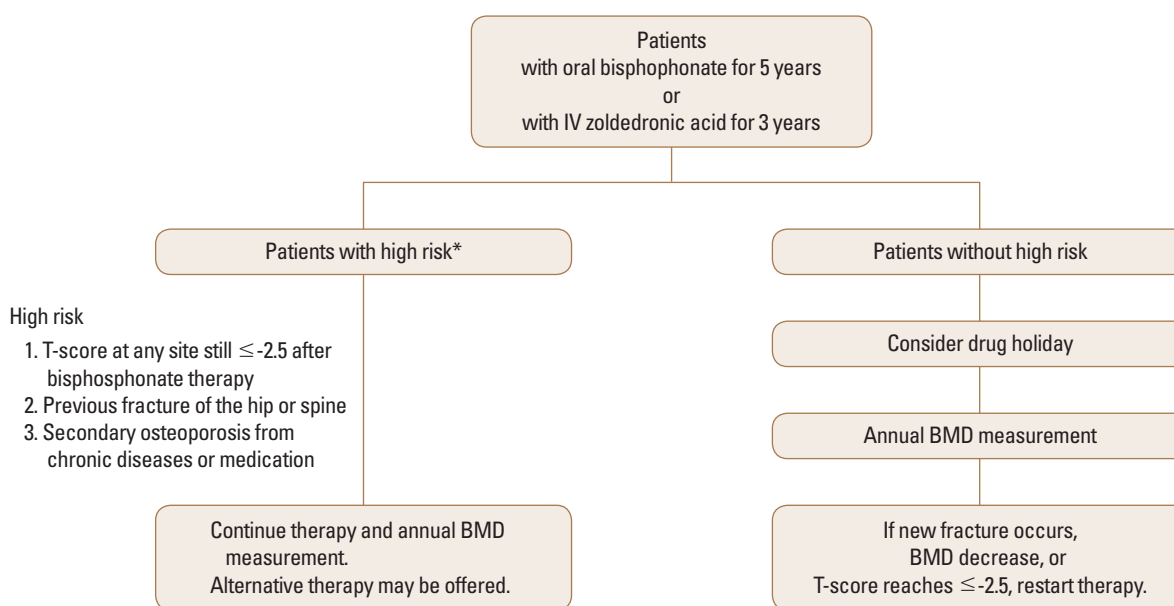 Patients
with oral bisphophonate for 5 years
or
with IV zoldedronic acid for 3 years
Patients with high risk*
Patients without high risk
High risk
1. T-score at any site still ≤-2.5 after
bisphosphonate therapy
2. Previous fracture of the hip or spine
3. Secondary osteoporosis from
chronic diseases or medication
Consider drug holiday
Annual BMD measurement
Continue therapy and annual BMD
measurement.
Alternative therapy may be offered.
If new fracture occurs,
BMD decrease, or
T-score reaches ≤-2.5, restart therapy.